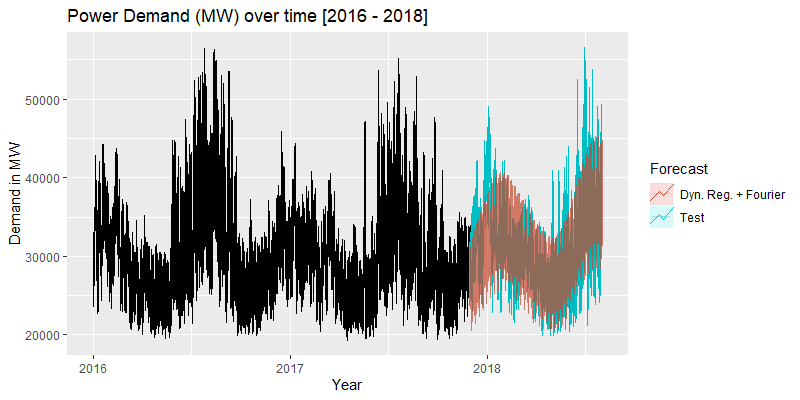 Power Demand (MW) over time [2016 - 2018]
Demand in MW
50000
40000
30000
20000
2016 2017 2018
Year
Forecast
Dyn. Reg. + Fourier
Test